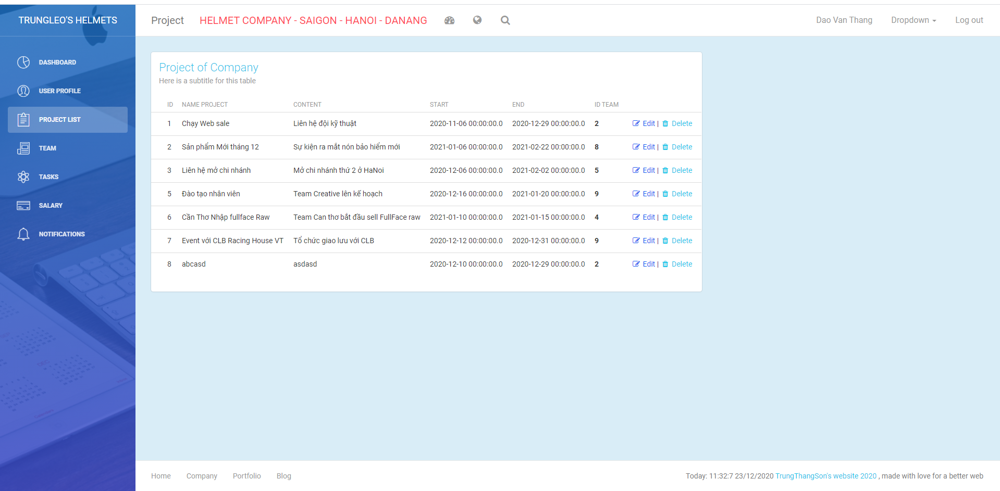 TRUNGLEO'S HELMETS
Project HELMET COMPANY - SAIGON - HANOI - DANANG Dao Van Thang Dropdown Log out
DASHBOARD
USER PROFILE
PROJECT LIST
TEAM
TASKS
SALARY
NOTIFICATIONS
Project of Company
Here is a subtitle for this table
ID NAME PROJECT CONTENT START END ID TEAM
1 Chạy Web sale Liên hệ đội kỹ thuật 2020-11-06 00:00:00.0 2020-12-29 00:00:00.0 2 Edit | Delete
2 Sản phẩm Mới tháng 12 Sự kiện ra mắt nón bảo hiểm mới 2021-01-06 00:00:00.0 2021-02-22 00:00:00.0 8 Edit | Delete
3 Liên hệ mở chi nhánh Mở chi nhánh thứ 2 ở HaNoi 2020-12-06 00:00:00.0 2021-02-02 00:00:00.0 5 Edit | Delete
5 Đào tạo nhân viên Team Creative lên kế hoạch 2020-12-16 00:00:00.0 2021-01-20 00:00:00.0 9 Edit | Delete
6 Cần Thơ Nhập fullface Raw Team Can thơ bắt đầu sell FullFace raw 2021-01-10 00:00:00.0 2021-01-15 00:00:00.0 4 Edit | Delete
7 Event với CLB Racing House VT Tổ chức giao lưu với CLB 2020-12-12 00:00:00.0 2020-12-31 00:00:00.0 9 Edit | Delete
8 abcasd asdasd 2020-12-10 00:00:00.0 2020-12-29 00:00:00.0 2 Edit | Delete
Home Company Portfolio Blog Today: 11:32:7 23/12/2020 TrungThangSon's website 2020 , made with love for a better web